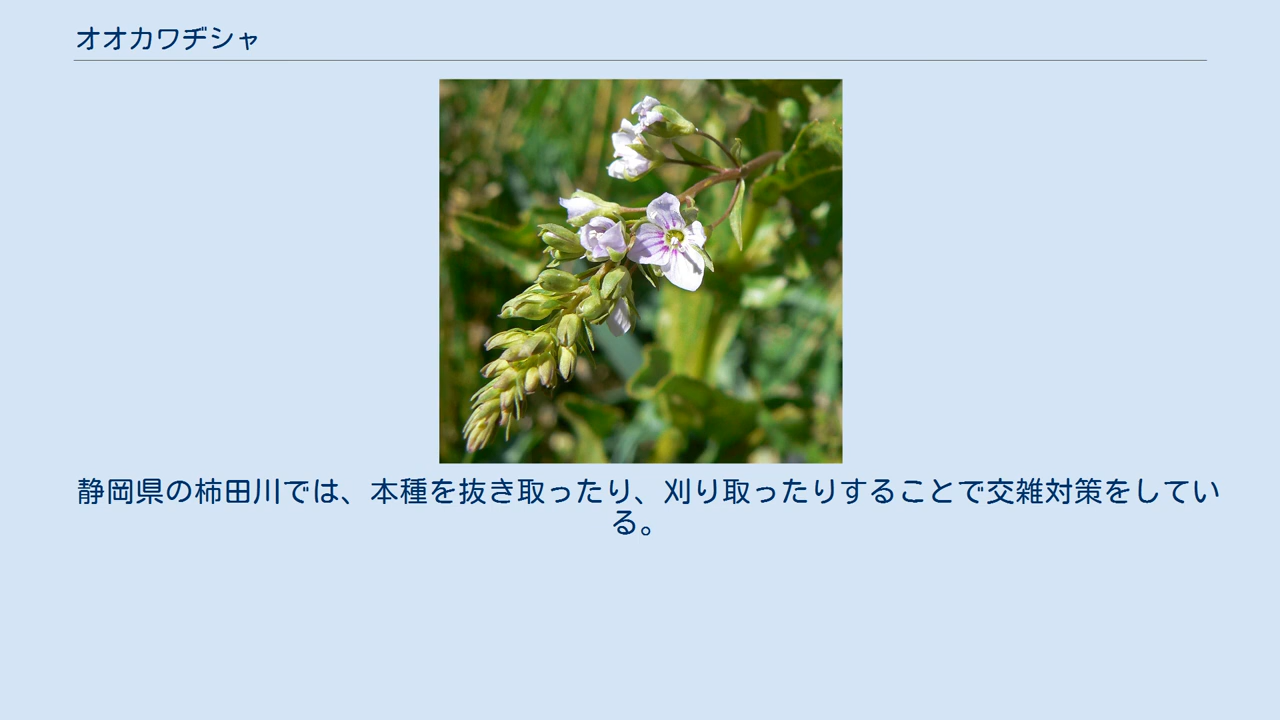 オオカワヂシャ
静岡県の柿田川では、本種を抜き取ったり、刈り取ったりすることで交雑対策をしてい
る。